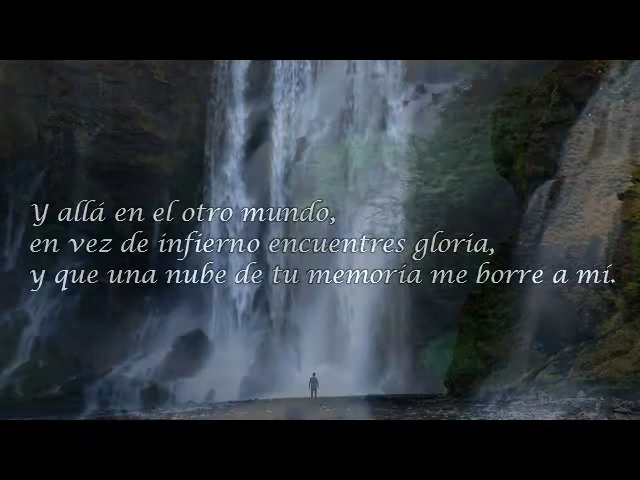 Y allá en el otro mundo,
en vez de infierno encuentres gloria,
y que una nube de tu memoria me borre a mí.